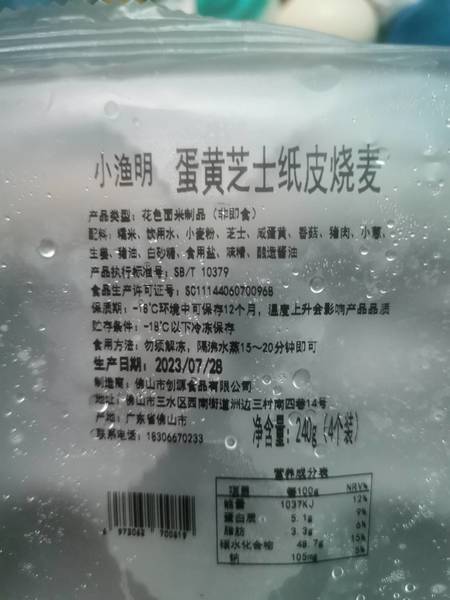 小渔明 蛋黄芝士纸皮烧麦
产品类型：花色面米制品（非即食）
配料：糯米、饮用水、小麦粉、芝士、咸蛋黄、香菇、猪肉、小葱、
生姜、猪油、白砂糖、食用盐、味精、酿造酱油
产品执行标准号：SB/T 10379
食品生产许可证号：SC11144060700968
保质期：-18℃环境中可保存12个月，温度上升会影响产品品质
贮存条件：-18℃以下冷冻保存
食用方法：勿须解冻，隔沸水蒸15～20分钟即可
生产日期：2023/07/28
制造商：佛山市创源食品有限公司
地址：佛山市三水区西南街道洲边三村南四巷14号
产地：广东省佛山市
联系电话：18306670233
净含量：240g（4个装）
营养成分表
项目 每100g NRV%
能量 1037KJ 12%
蛋白质 5.1g 9%
脂肪 3.3g 6%
碳水化合物 48.7g 15%
钠 105mg 5%